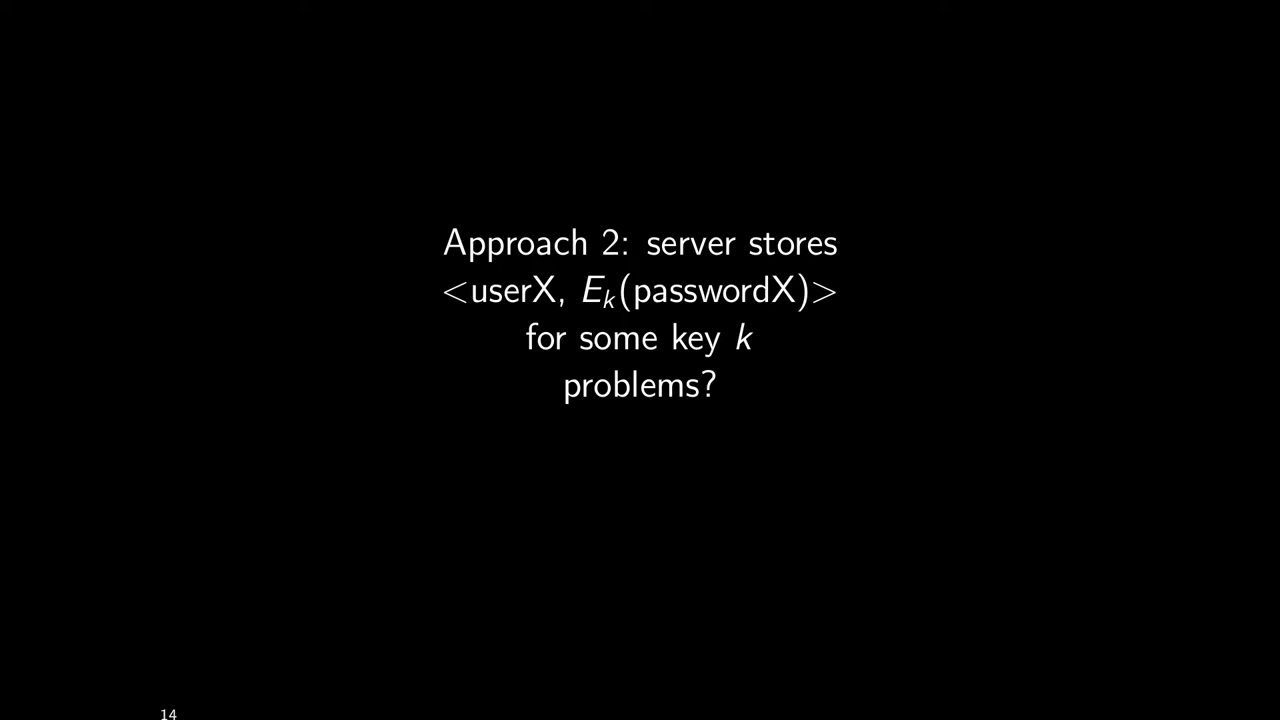 Approach 2: server stores
<userX, Eₖ(passwordX)>
for some key k
problems?
14